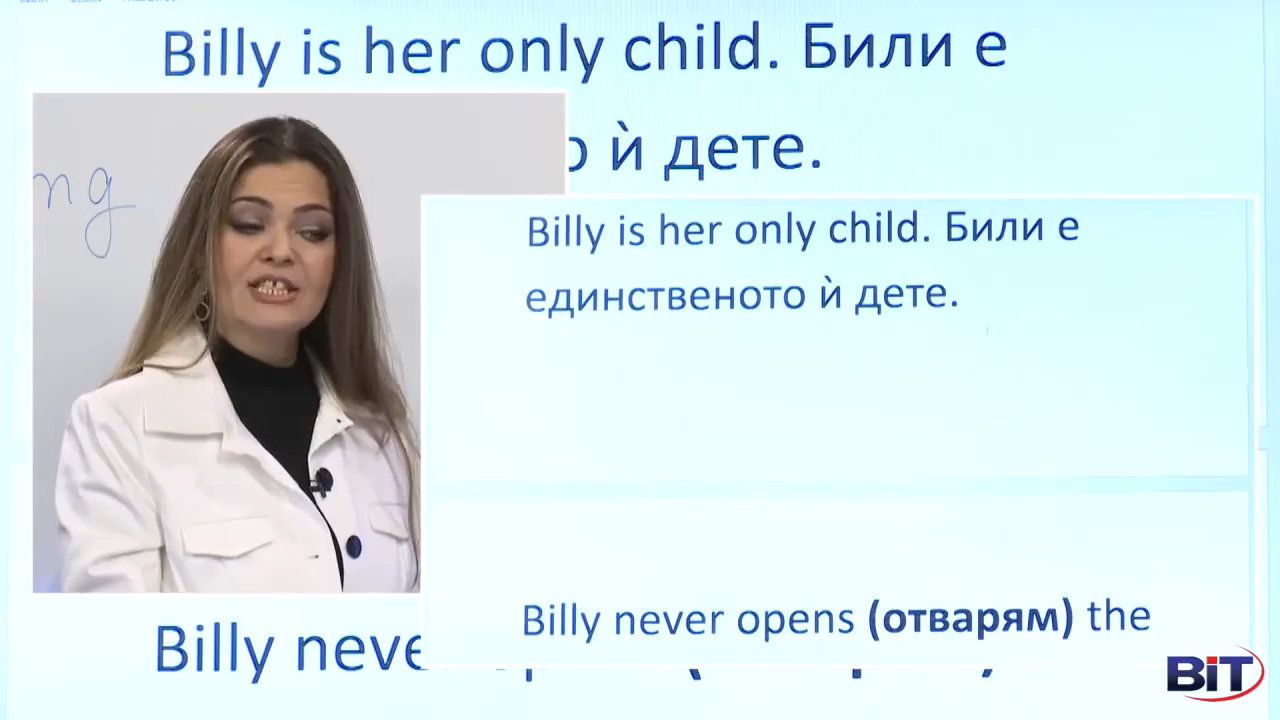 Billy is her only child. Били е
о ѝ дете.
ng
Billy is her only child. Били е
единственото ѝ дете.
Billy never opens (отварям) the
Billy neve
BiT